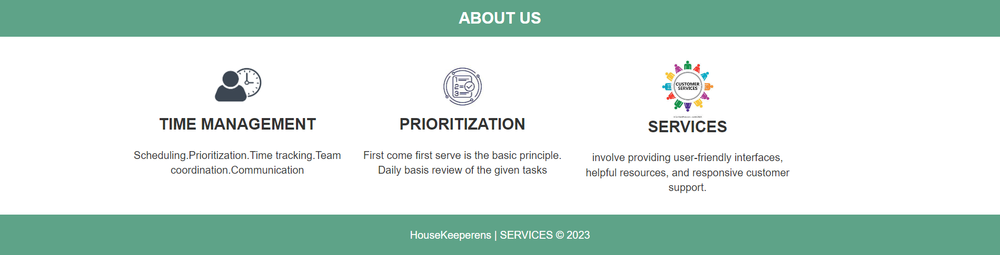 ABOUT US
1
2
3
CUSTOMER
SERVICES
TIME MANAGEMENT
PRIORITIZATION
SERVICES
Scheduling.Prioritization.Time tracking.Team
coordination.Communication
First come first serve is the basic principle.
Daily basis review of the given tasks
involve providing user-friendly interfaces,
helpful resources, and responsive customer
support.
HouseKeeperens | SERVICES © 2023